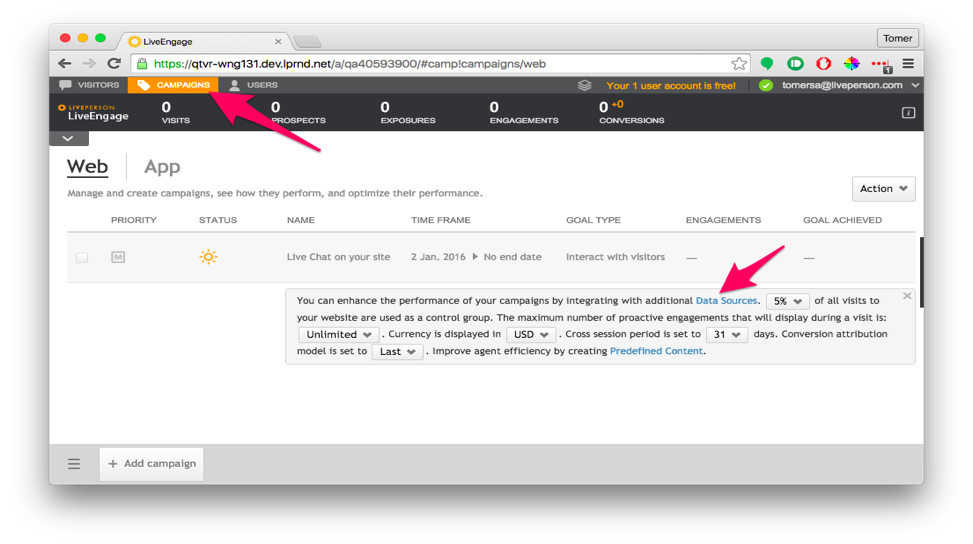 LiveEngage
Tomer
https://qtvr-wng131.dev.lprnd.net/a/qa40593900/#camp!campaigns/web
1
VISITORS CAMPAIGNS USERS Your 1 user account is free! tomersa@liveperson.com
LIVEPERSON
LiveEngage
0 0 0 0 0 +0
VISITS PROSPECTS EXPOSURES ENGAGEMENTS CONVERSIONS
Web App
Manage and create campaigns, see how they perform, and optimize their performance.
Action
PRIORITY STATUS NAME TIME FRAME GOAL TYPE ENGAGEMENTS GOAL ACHIEVED
M Live Chat on your site 2 Jan. 2016 No end date Interact with visitors — —
You can enhance the performance of your campaigns by integrating with additional Data Sources. 5% of all visits to
your website are used as a control group. The maximum number of proactive engagements that will display during a visit is:
Unlimited . Currency is displayed in USD . Cross session period is set to 31 days. Conversion attribution
model is set to Last . Improve agent efficiency by creating Predefined Content.
+ Add campaign